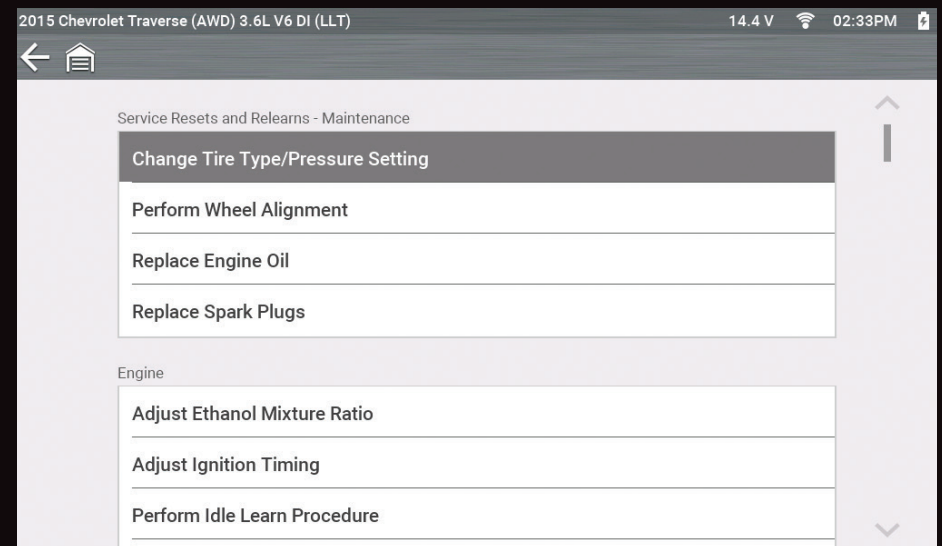 2015 Chevrolet Traverse (AWD) 3.6L V6 DI (LLT) 14.4 V 02:33PM
Service Resets and Relearns - Maintenance
Change Tire Type/Pressure Setting
Perform Wheel Alignment
Replace Engine Oil
Replace Spark Plugs
Engine
Adjust Ethanol Mixture Ratio
Adjust Ignition Timing
Perform Idle Learn Procedure